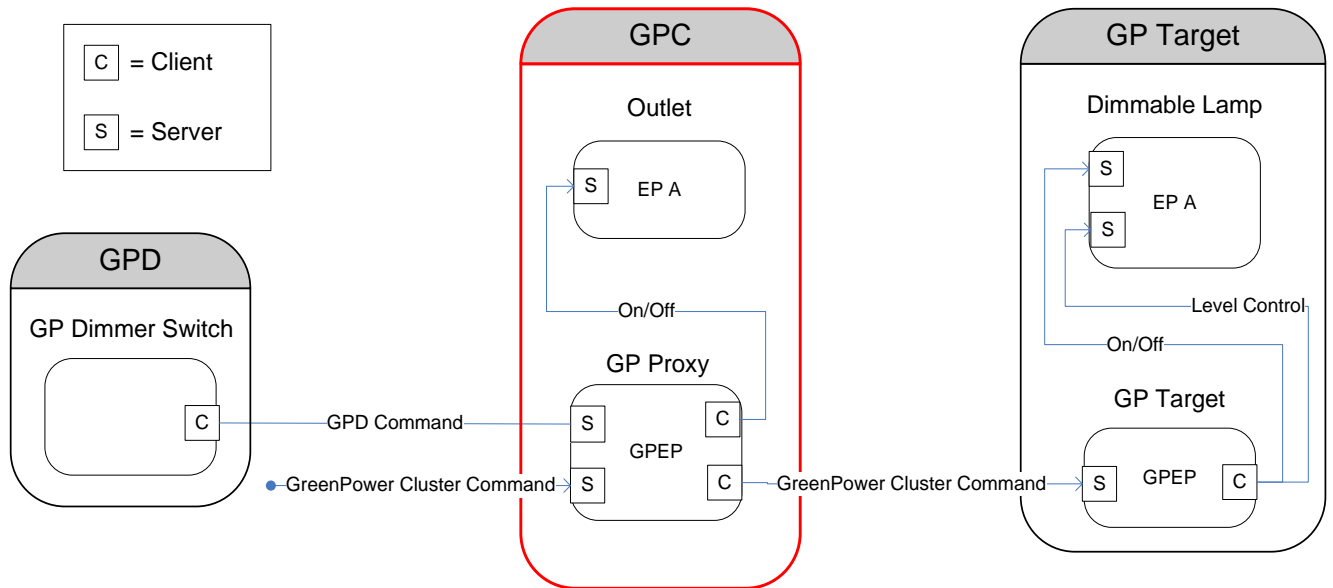 C = Client
S = Server
GPD
GP Dimmer Switch
C
GPD Command
GreenPower Cluster Command
GPC
Outlet
S
EP A
On/Off
GP Proxy
S
C
GPEP
S
C
GreenPower Cluster Command
GP Target
Dimmable Lamp
S
EP A
S
Level Control
On/Off
GP Target
S
GPEP
C